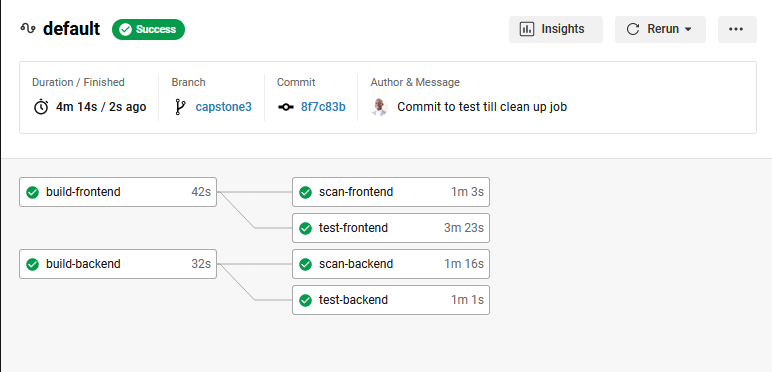 default Success Insights Rerun
Duration / Finished Branch Commit Author & Message
4m 14s / 2s ago capstone3 8f7c83b Commit to test till clean up job
build-frontend 42s scan-frontend 1m 3s
test-frontend 3m 23s
build-backend 32s scan-backend 1m 16s
test-backend 1m 1s